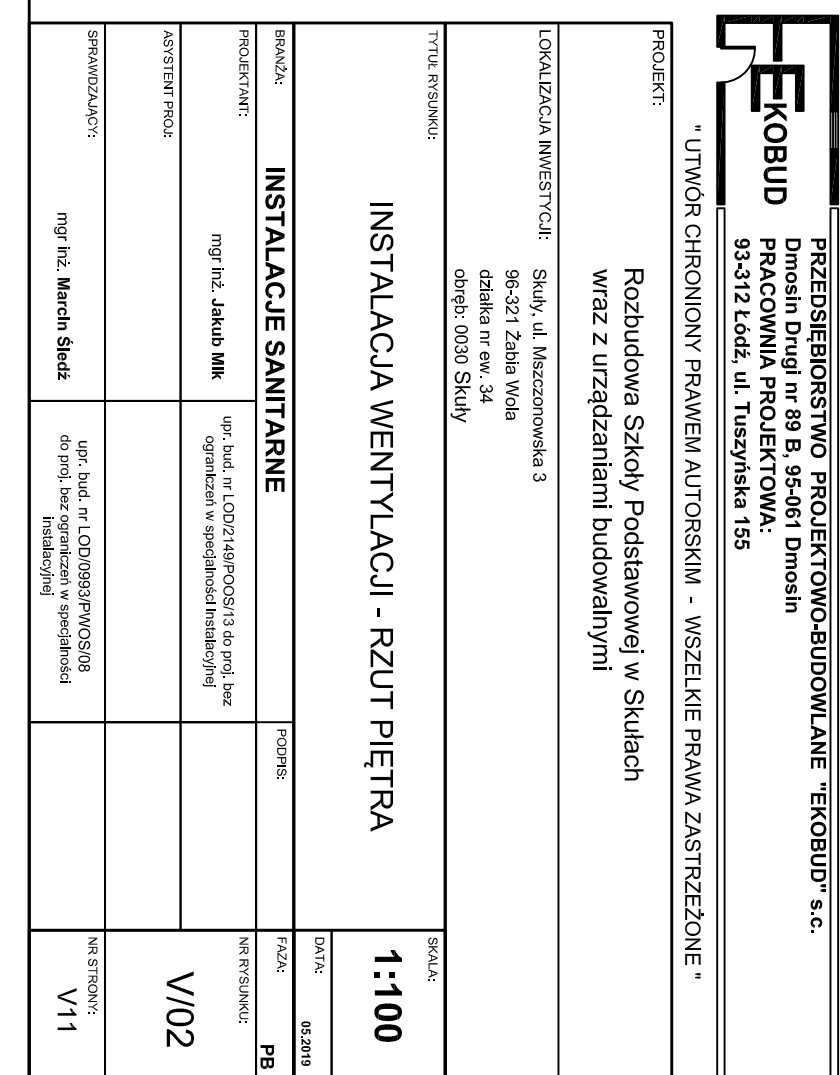 EKOBUD
PRZEDSIĘBIORSTWO PROJEKTOWO-BUDOWLANE "EKOBUD" s.c.
Dmosin Drugi nr 89 B, 95-061 Dmosin
PRACOWNIA PROJEKTOWA:
93-312 Łódź, ul. Tuszyńska 155
" UTWÓR CHRONIONY PRAWEM AUTORSKIM - WSZELKIE PRAWA ZASTRZEŻONE "
PROJEKT:
Rozbudowa Szkoły Podstawowej w Skułach
wraz z urządzaniami budowalnymi
LOKALIZACJA INWESTYCJI:
Skuły, ul. Mszczonowska 3
96-321 Żabia Wola
działka nr ew. 34
obręb: 0030 Skuły
TYTUŁ RYSUNKU:
INSTALACJA WENTYLACJI - RZUT PIĘTRA
SKALA:
1:100
DATA:
05.2019
BRANŻA:
INSTALACJE SANITARNE
PODPIS:
FAZA:
PB
PROJEKTANT:
mgr inż. Jakub Mik
upr. bud. nr LOD/2149/POOS/13 do proj. bez
ograniczeń w specjalności instalacyjnej
NR RYSUNKU:
V/02
ASYSTENT PROJ:
SPRAWDZAJĄCY:
mgr inż. Marcin Śledź
upr. bud. nr LOD/0993/PWOS/08
do proj. bez ograniczeń w specjalności
instalacyjnej
NR STRONY:
V11